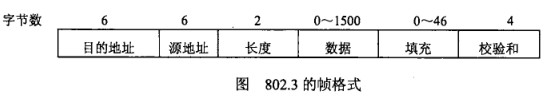 字节数 6 6 2 0～1500 0～46 4
目的地址 源地址 长度 数据 填充 校验和
图 802.3 的帧格式